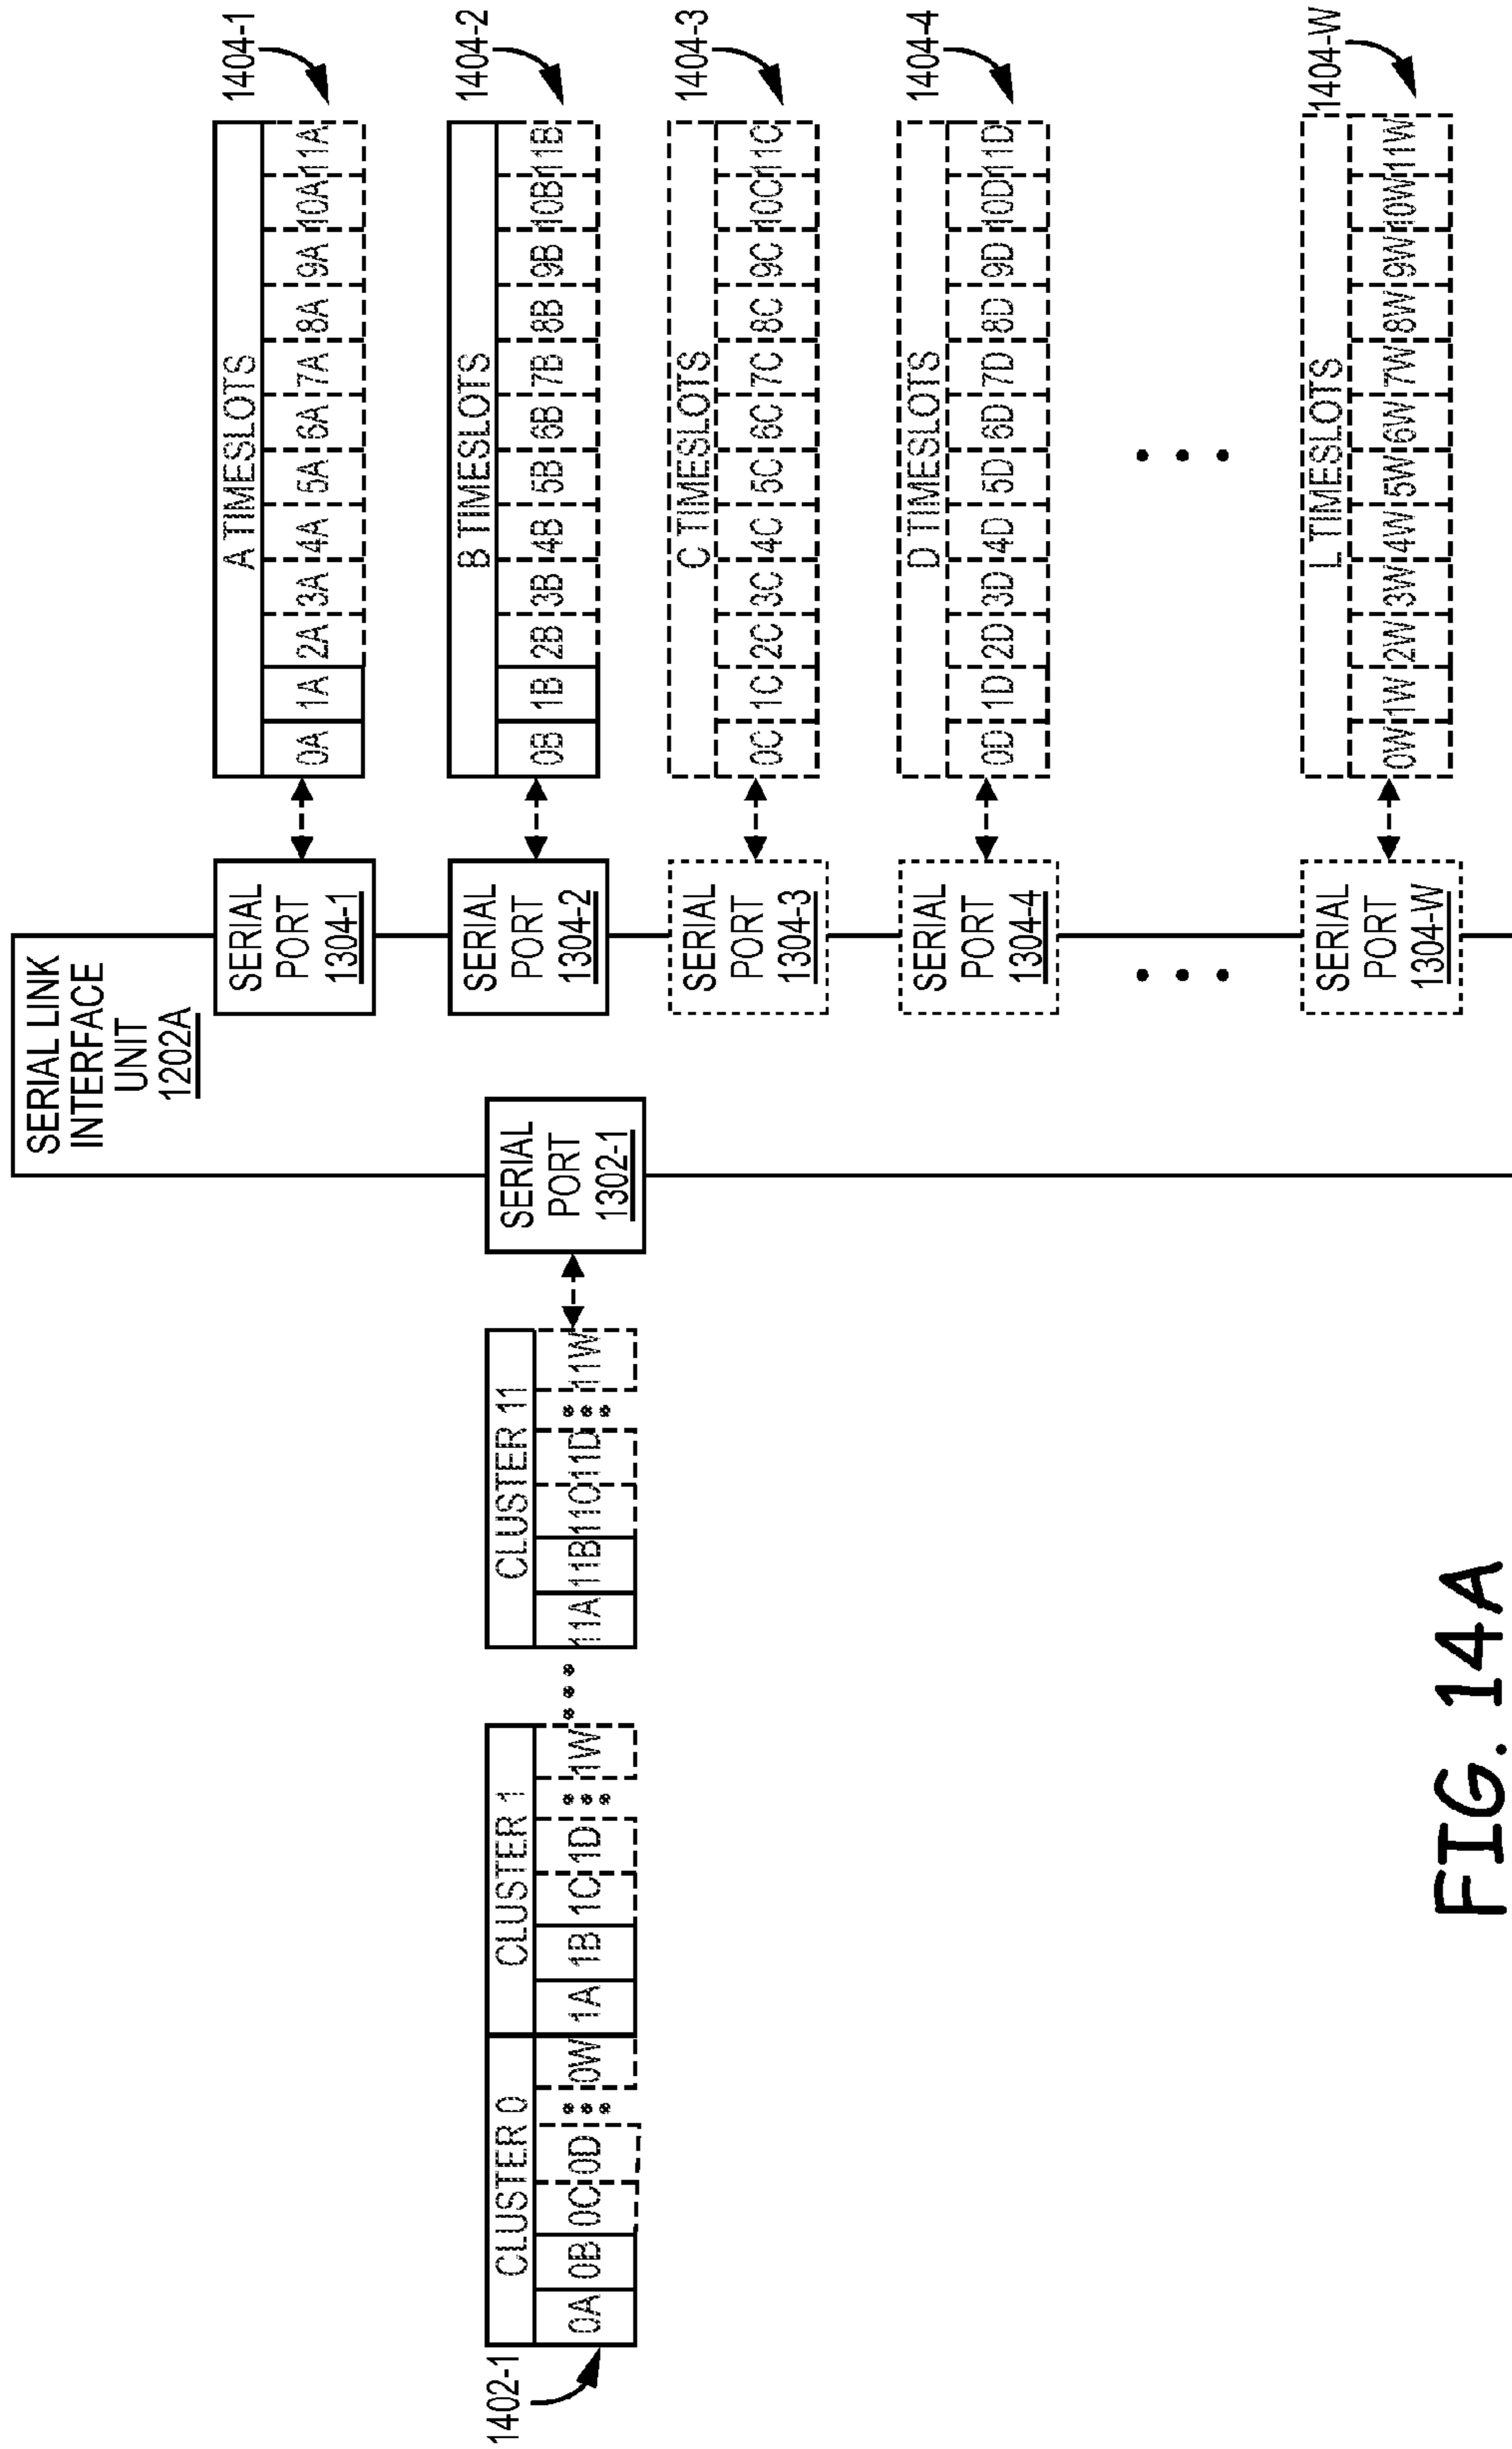 SERIAL LINK
INTERFACE
UNIT
1202A
1402-1
CLUSTER 0
0A 0B 0C 0D 0W
CLUSTER 1
1A 1B 1C 1D 1W
CLUSTER 11
11A 11B 11C 11D 11W
SERIAL
PORT
1302-1
SERIAL
PORT
1304-1
A TIMESLOTS
0A 1A 2A 3A 4A 5A 6A 7A 8A 9A 10A 11A
1404-1
SERIAL
PORT
1304-2
B TIMESLOTS
0B 1B 2B 3B 4B 5B 6B 7B 8B 9B 10B 11B
1404-2
SERIAL
PORT
1304-3
C TIMESLOTS
0C 1C 2C 3C 4C 5C 6C 7C 8C 9C 10C 11C
1404-3
SERIAL
PORT
1304-4
D TIMESLOTS
0D 1D 2D 3D 4D 5D 6D 7D 8D 9D 10D 11D
1404-4
SERIAL
PORT
1304-W
L TIMESLOTS
0W 1W 2W 3W 4W 5W 6W 7W 8W 9W 10W 11W
1404-W
FIG. 14A